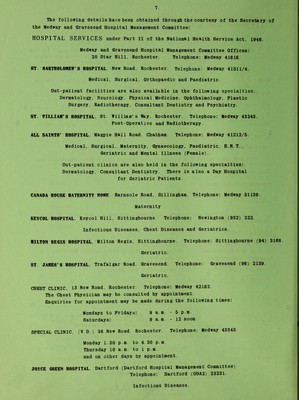 7.
The following details have been obtained through the courtesy of the Secretary of
the Medway and Gravesend Hospital Management Committee:
HOSPITAL SERVICES under Part II of the National Health Service Act, 1946.
Medway and Gravesend Hospital Management Committee Offices:
20 Star Hill, Rochester. Telephone: Medway 41616.
ST. BARTHOLOMEW'S HOSPITAL, New Road, Rochester. Telephone: Medway 41511/4.
Medical, Surgical, Orthopaedic and Paediatric.
Out-patient facilities are also available in the following specialties:
Dermatology, Neurology, Physical Medicine, Ophthalmology, Plastic
Surgery, Radiotherapy, Consultant Dentistry and Psychiatry.
ST. WILLIAM'S HOSPITAL, St. William's Way, Rochester. Telephone: Medway 43343.
Post-Operative and Radiotherapy.
ALL SAINTS' HOSPITAL, Magpie Hall Road, Chatham. Telephone: Medway 41212/5.
Medical, Surgical, Maternity, Gynaecology, Paediatric, E.N.T.,
Geriatric and Mental Illness (Female).
Out-patient clinics are also held in the following specialties:
Dermatology, Consultant Dentistry. There is also a Day Hospital
for Geriatric Patients.
CANADA HOUSE MATERNITY HOME, Barnsole Road, Gillingham. Telephone: Medway 51136.
Maternity
KEYCOL HOSPITAL, Keycol Hill, Sittingbourne. Telephone: Newington (952) 222.
Infectious Diseases, Chest Diseases and Geriatrics.
MILTON REGIS HOSPITAL, Milton Regis, Sittingbourne. Telephone: Sittingbourne (94) 3166.
Geriatric.
ST. JAMES'S HOSPITAL, Trafalgar Road, Gravesend. Telephone: Gravesend (96) 2139.
Geriatric.
CHEST CLINIC, 13 New Road, Rochester. Telephone: Medway 42162.
The Chest Physician may be consulted by appointment.
Enquiries for appointment may be made during the following times:
Mondays to Fridays: 9 a.m. - 5 p.m.
Saturdays: 9 a.m. - 12 noon
SPECIAL CLINIC, (V.D.) 36 New Road, Rochester. Telephone: Medway 43343.
Monday 1.30 p.m. to 4.30 p.m.
Thursday 10 a.m. to 1 p.m.
and on other days by appointment.
JOYCE GREEN HOSPITAL, Dartford (Dartford Hospital Management Committee)
Telephone: Dartford (ODA2) 23231.
Infectious Diseases.